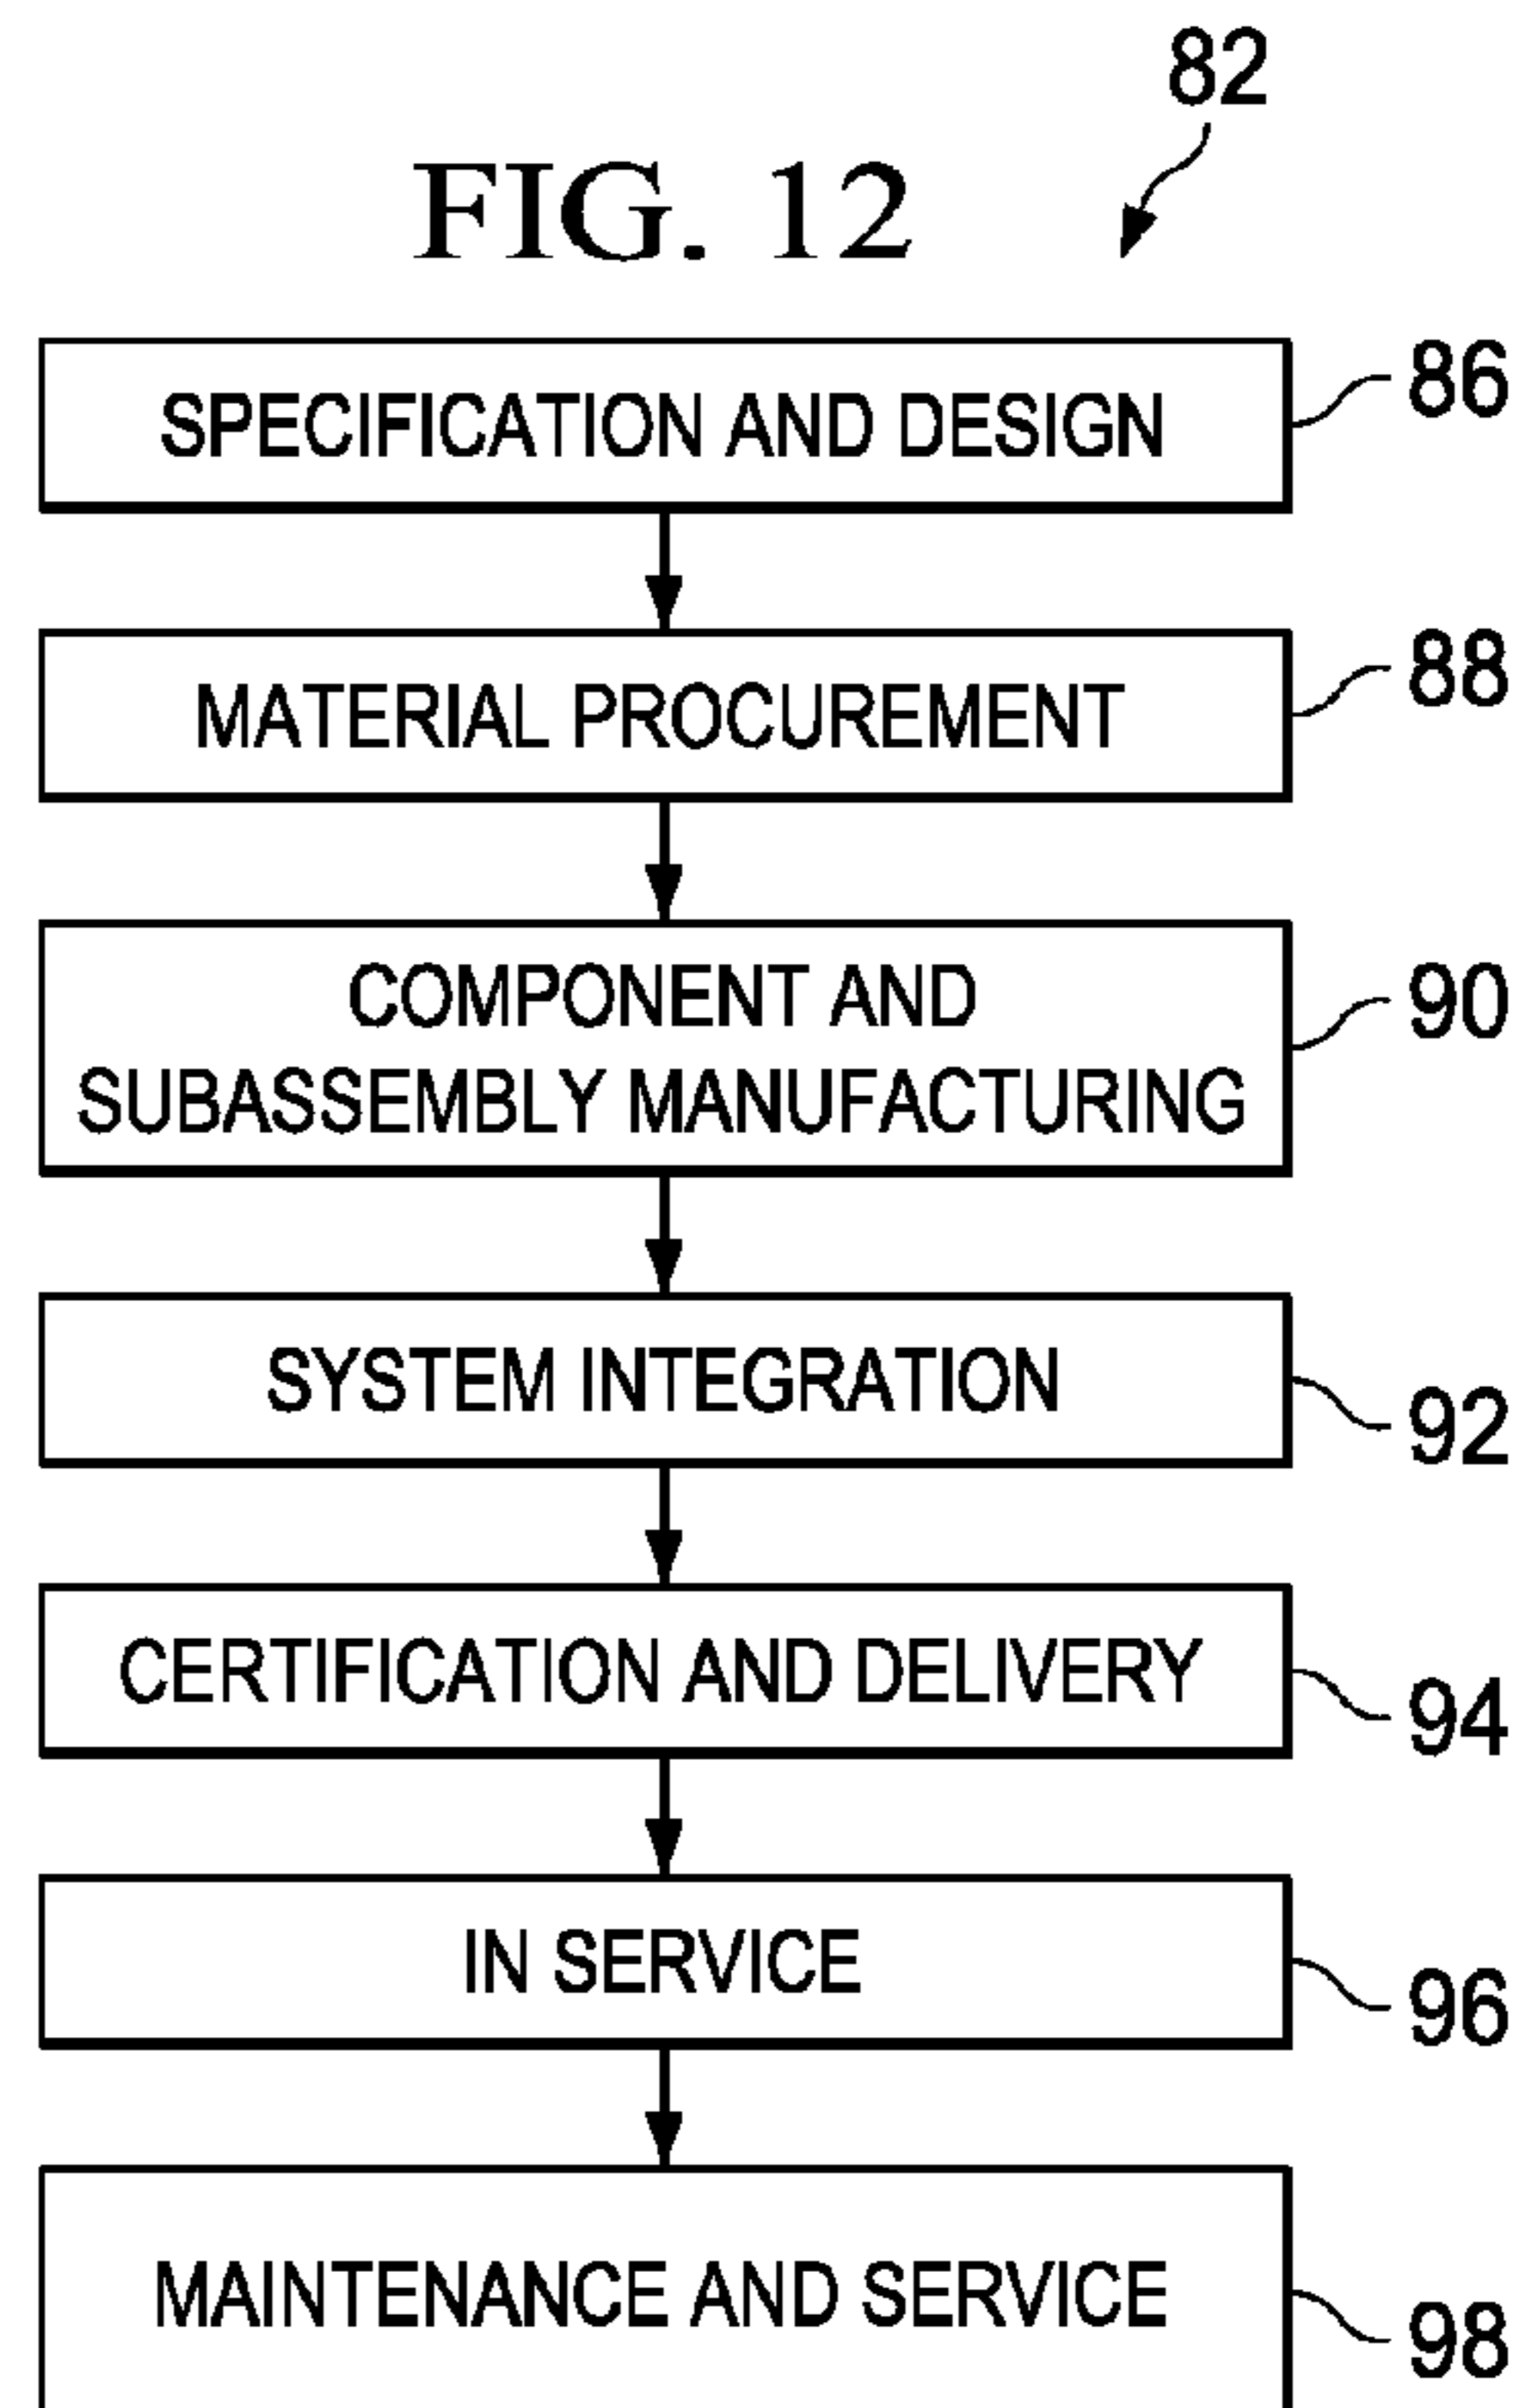 82
FIG. 12
SPECIFICATION AND DESIGN
86
MATERIAL PROCUREMENT
88
COMPONENT AND
SUBASSEMBLY MANUFACTURING
90
SYSTEM INTEGRATION
92
CERTIFICATION AND DELIVERY
94
IN SERVICE
96
MAINTENANCE AND SERVICE
98